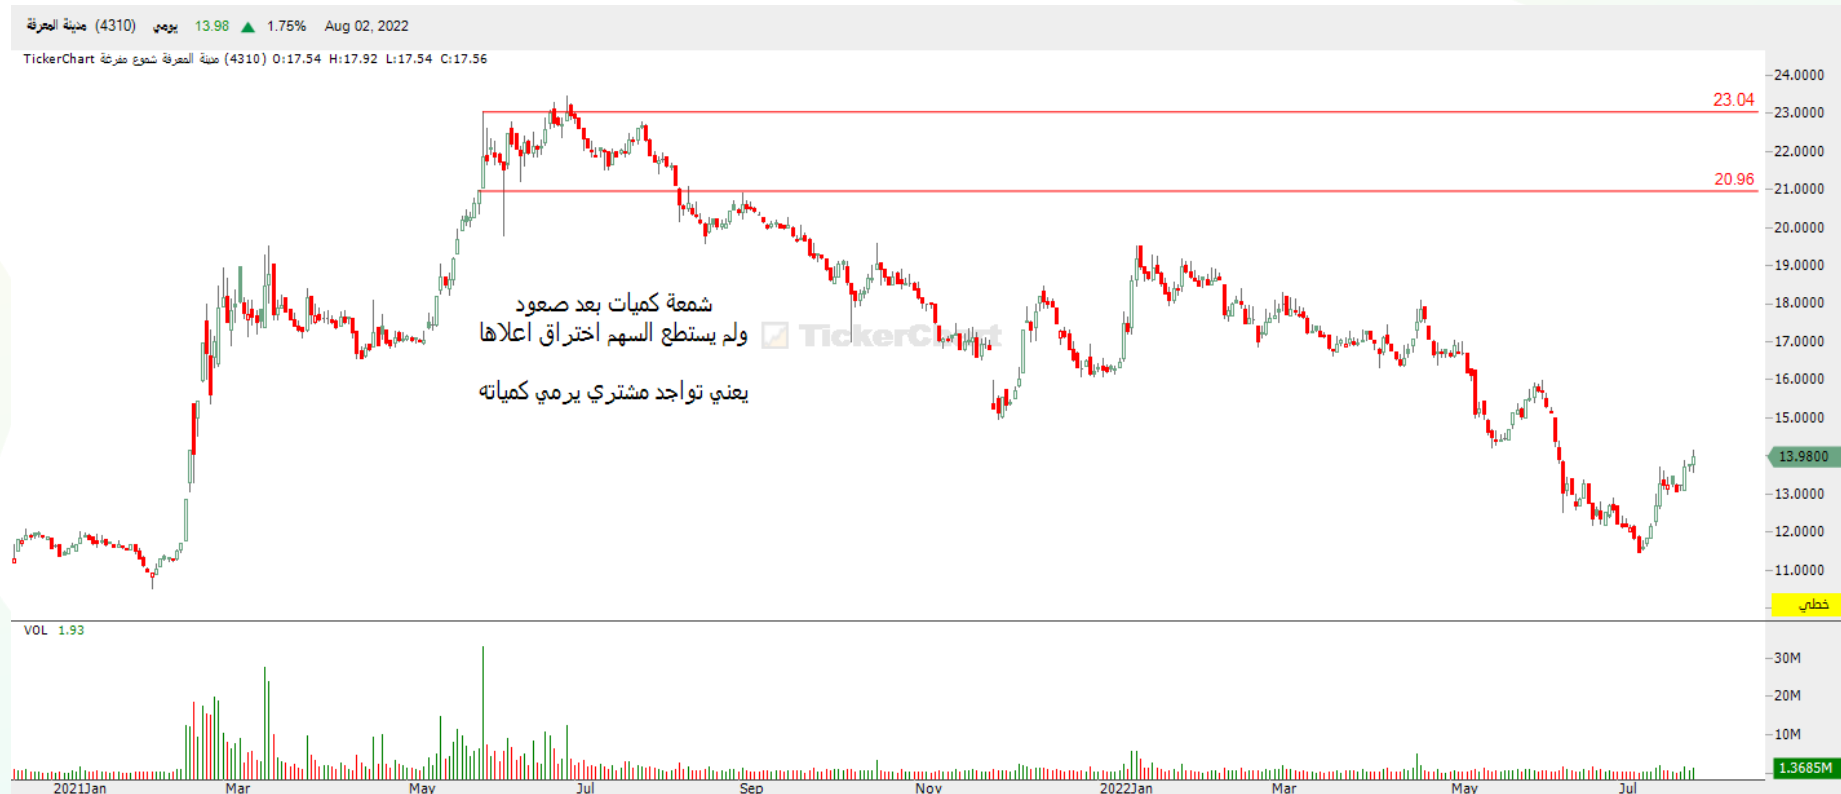 مدينة المعرفة (4310) يومي 13.98 ▲ 1.75% Aug 02, 2022
TickerChart مدينة المعرفة شموع مفرغة (4310) O:17.54 H:17.92 L:17.54 C:17.56
24.0000
23.04
23.0000
22.0000
20.96
21.0000
20.0000
19.0000
18.0000
17.0000
16.0000
15.0000
13.9800
13.0000
12.0000
11.0000
شمعة كميات بعد صعود
ولم يستطع السهم اختراق اعلاها
يعني تواجد مشتري يرمي كمياته
TickerChart
خطي
VOL 1.93
30M
20M
10M
1.3685M
2021Jan Mar May Jul Sep Nov 2022Jan Mar May Jul